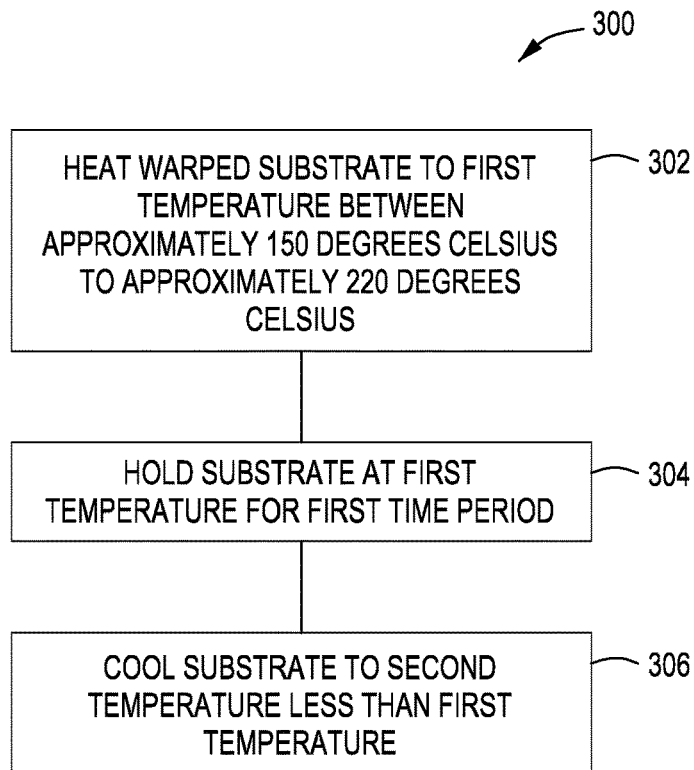 300
HEAT WARPED SUBSTRATE TO FIRST
TEMPERATURE BETWEEN
APPROXIMATELY 150 DEGREES CELSIUS
TO APPROXIMATELY 220 DEGREES
CELSIUS
302
HOLD SUBSTRATE AT FIRST
TEMPERATURE FOR FIRST TIME PERIOD
304
COOL SUBSTRATE TO SECOND
TEMPERATURE LESS THAN FIRST
TEMPERATURE
306